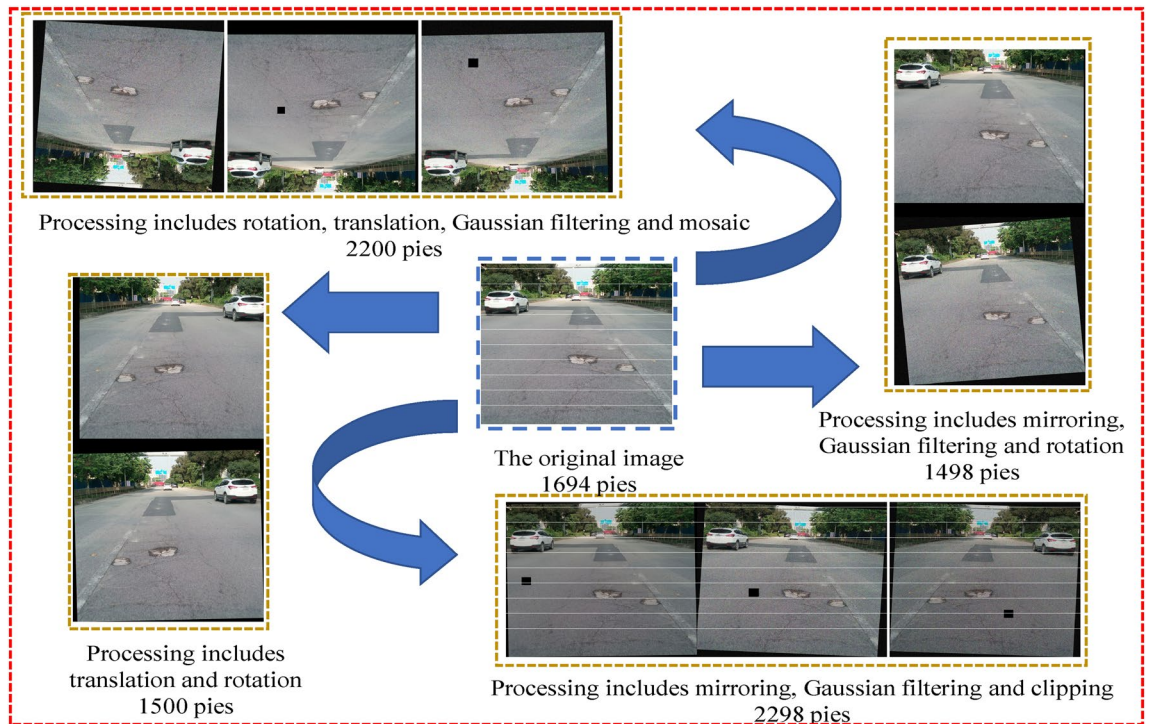 Processing includes rotation, translation, Gaussian filtering and mosaic
2200 pies
The original image
1694 pies
Processing includes mirroring,
Gaussian filtering and rotation
1498 pies
Processing includes
translation and rotation
1500 pies
Processing includes mirroring, Gaussian filtering and clipping
2298 pies